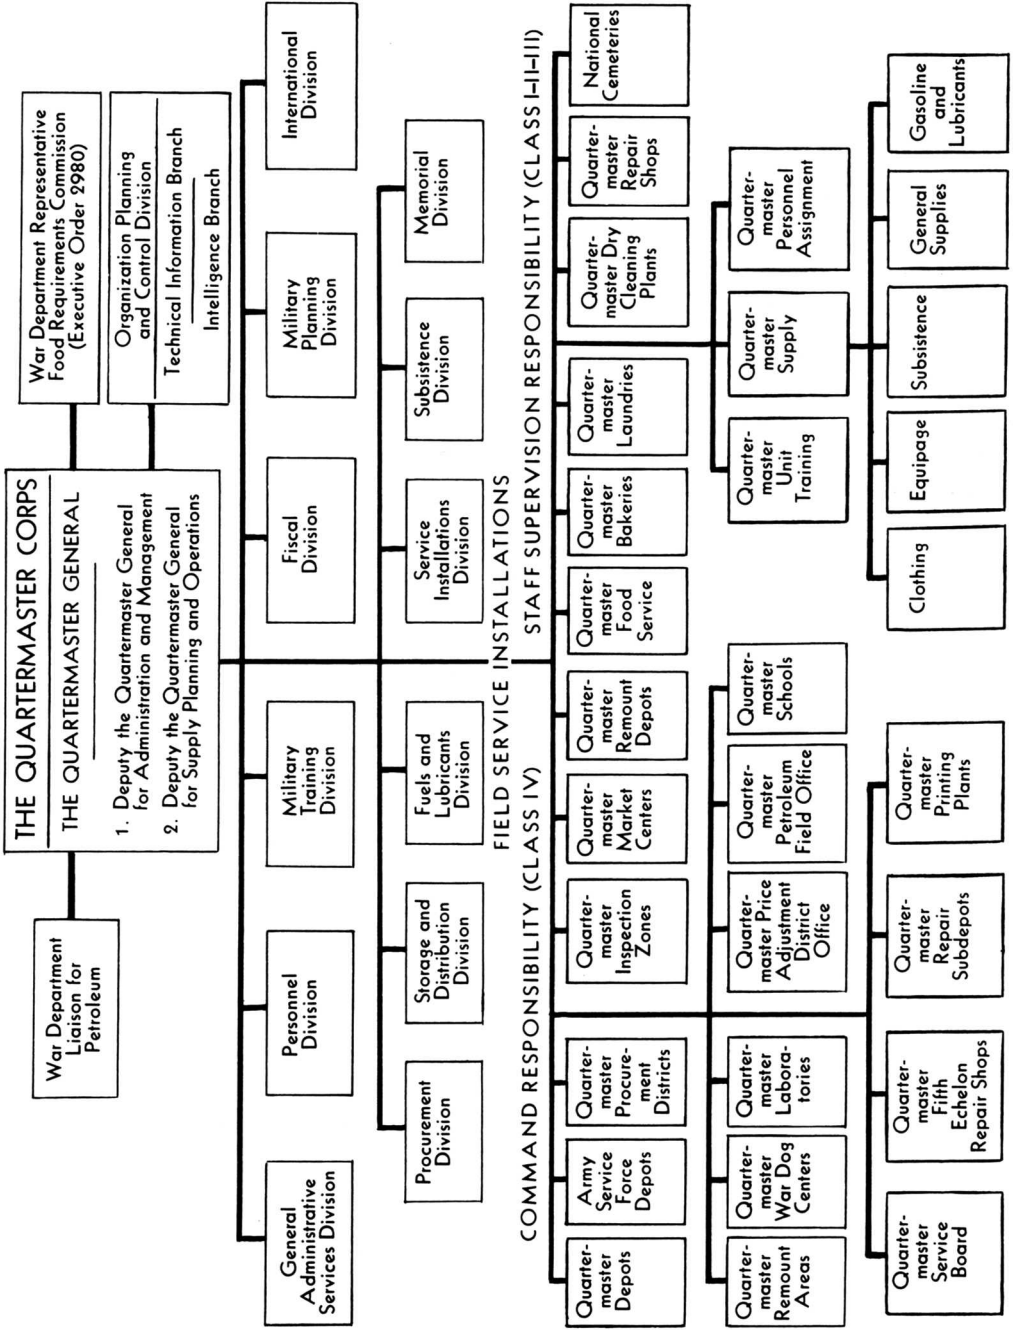 THE QUARTERMASTER CORPS
THE QUARTERMASTER GENERAL
1. Deputy the Quartermaster General
for Administration and Management
2. Deputy the Quartermaster General
for Supply Planning and Operations
War Department
Liaison for
Petroleum
War Department Representative
Food Requirements Commission
(Executive Order 2980)
Organization Planning
and Control Division
Technical Information Branch
Intelligence Branch
General
Administrative
Services Division
Personnel
Division
Military
Training
Division
Fiscal
Division
Military
Planning
Division
International
Division
Procurement
Division
Storage and
Distribution
Division
Fuels and
Lubricants
Division
Service
Installations
Division
Subsistence
Division
Memorial
Division
FIELD SERVICE INSTALLATIONS
COMMAND RESPONSIBILITY (CLASS IV)
STAFF SUPERVISION RESPONSIBILITY (CLASS I-II-III)
Quarter-
master
Depots
Army
Service
Force
Depots
Quarter-
master
Procure-
ment
Districts
Quarter-
master
Inspection
Zones
Quarter-
master
Market
Centers
Quarter-
master
Remount
Depots
Quarter-
master
Food
Service
Quarter-
master
Bakeries
Quarter-
master
Laundries
Quarter-
master Dry
Cleaning
Plants
Quarter-
master
Repair
Shops
National
Cemeteries
Quarter-
master
Remount
Areas
Quarter-
master
War Dog
Centers
Quarter-
master
Labora-
tories
Quarter-
master Price
Adjustment
District
Office
Quarter-
master
Petroleum
Field Office
Quarter-
master
Schools
Quarter-
master
Unit
Training
Quarter-
master
Supply
Quarter-
master
Personnel
Assignment
Quarter-
master
Service
Board
Quarter-
master
Fifth
Echelon
Repair Shops
Quarter-
master
Repair
Subdepots
Quarter-
master
Printing
Plants
Clothing
Equipage
Subsistence
General
Supplies
Gasoline
and
Lubricants